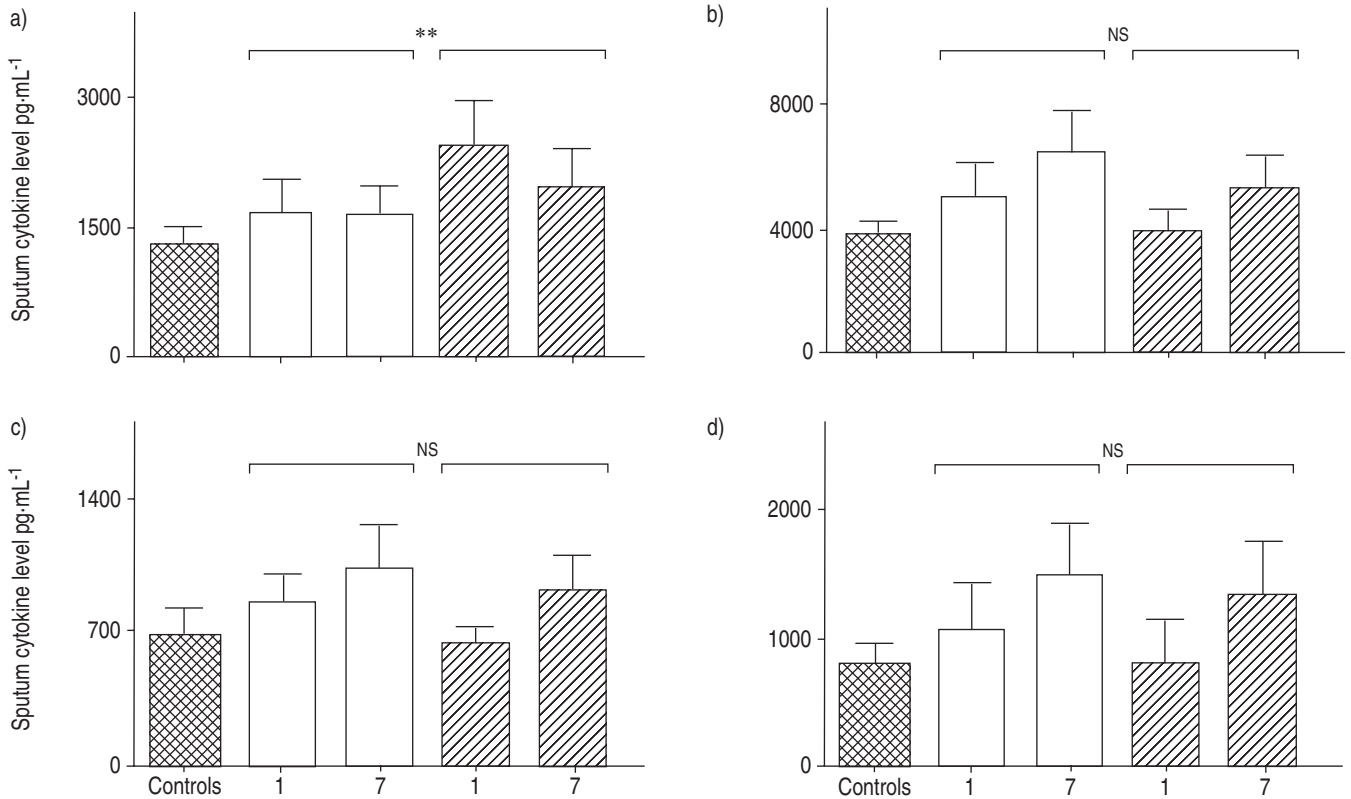 a)
**
Sputum cytokine level pg·mL-1
3000
1500
0
b)
NS
8000
4000
0
c)
NS
Sputum cytokine level pg·mL-1
1400
700
0
Controls 1 7 1 7
d)
NS
2000
1000
0
Controls 1 7 1 7